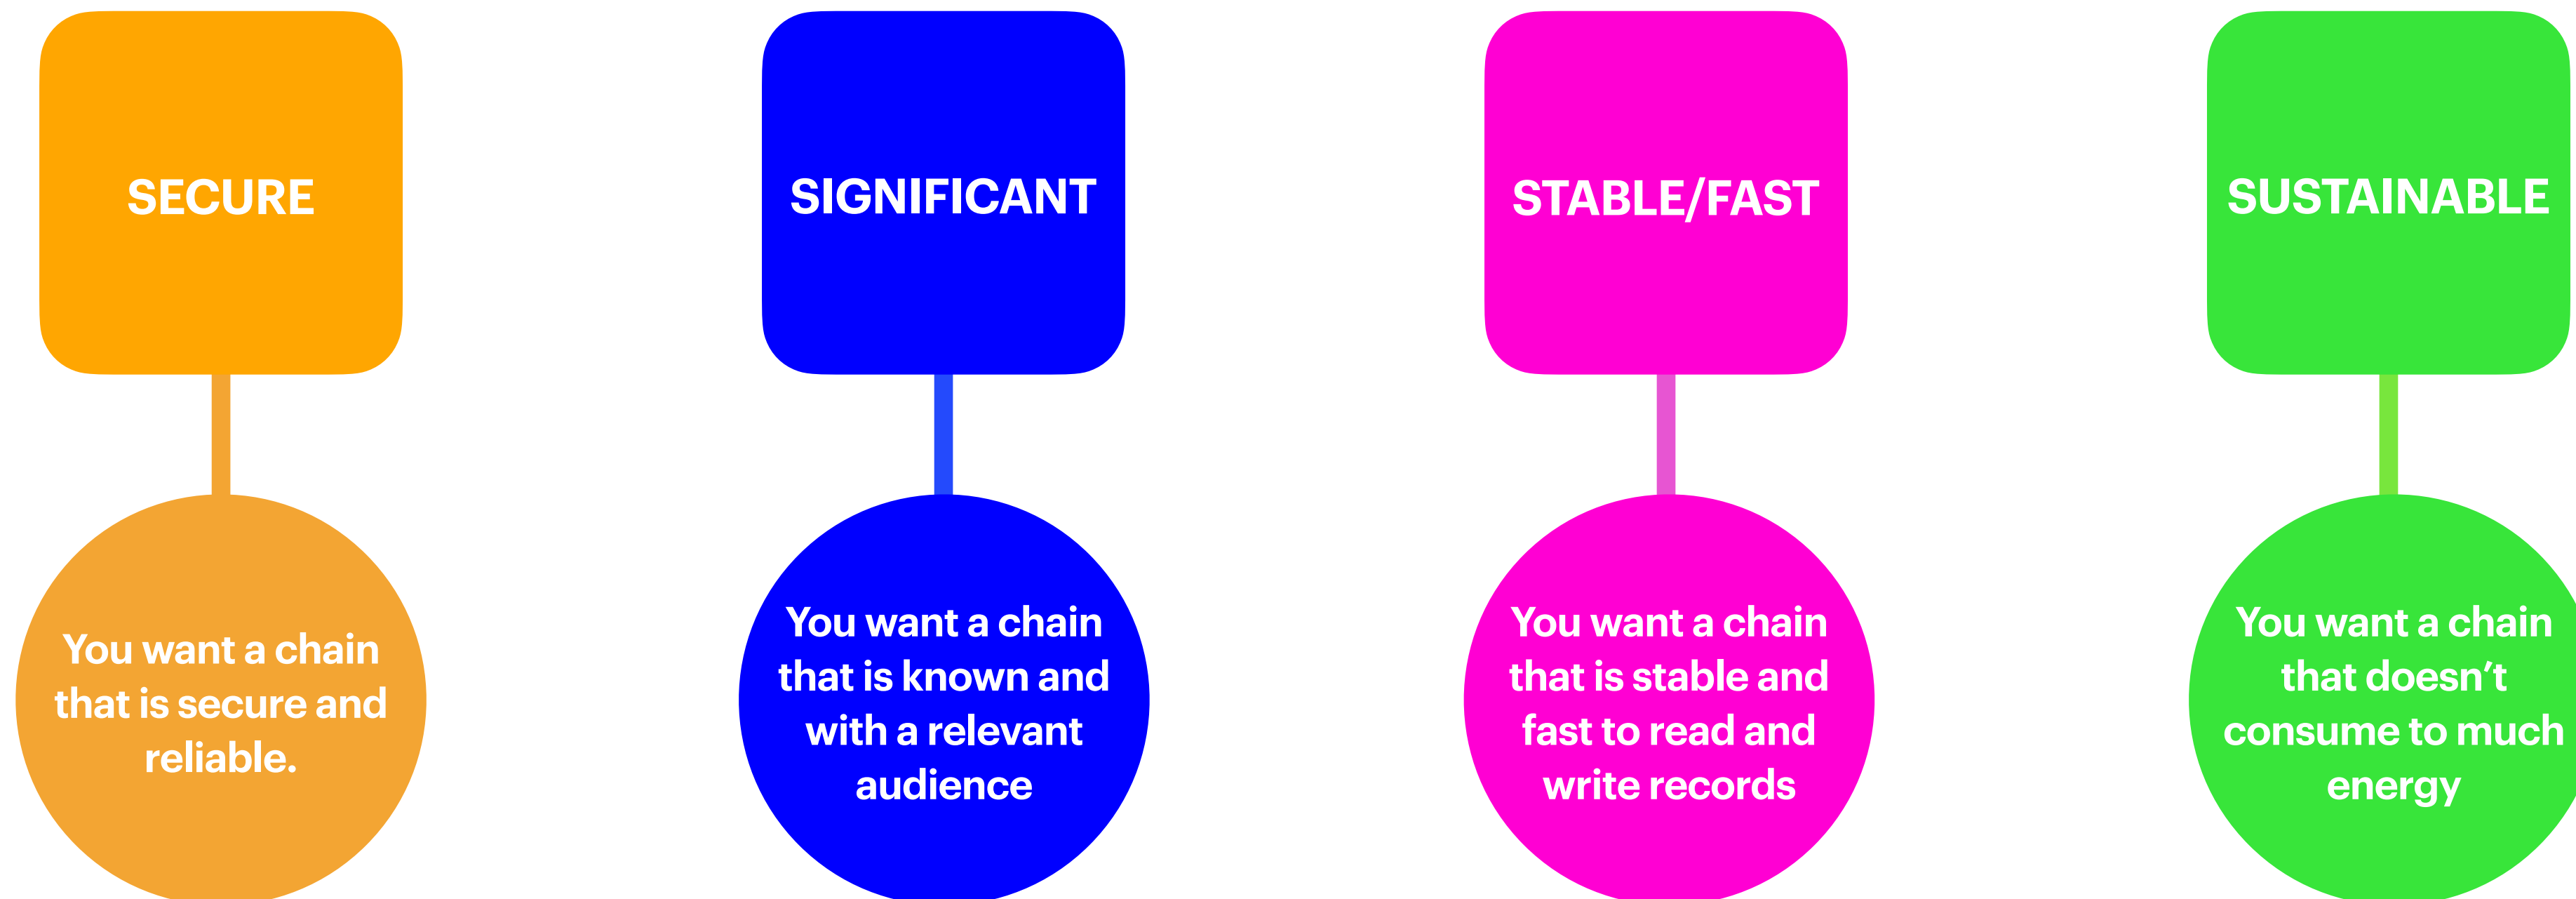 SECURE
SIGNIFICANT
STABLE/FAST
SUSTAINABLE
You want a chain
that is secure and
reliable.
You want a chain
that is known and
with a relevant
audience
You want a chain
that is stable and
fast to read and
write records
You want a chain
that doesn’t
consume to much
energy